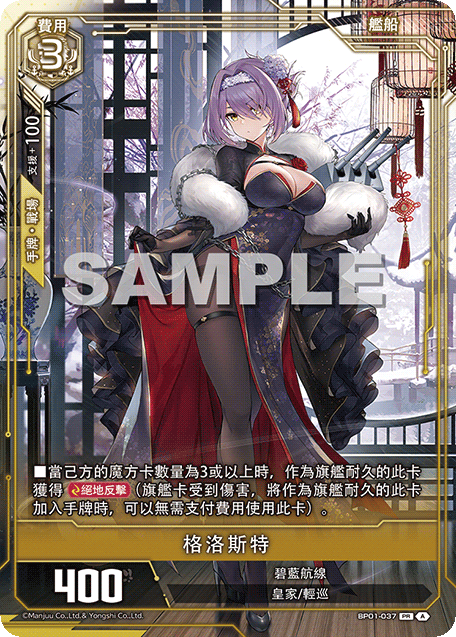 費用
3
艦船
支援+100
手牌・戰場
SAMPLE
■當己方的魔方卡數量為3或以上時，作為旗艦耐久的此卡
獲得 絕地反擊（旗艦卡受到傷害，將作為旗艦耐久的此卡
加入手牌時，可以無需支付費用使用此卡）。
格洛斯特
400
碧藍航線
皇家/輕巡
©Manjuu Co.,Ltd. & Yongshi Co.,Ltd.
BP01-037 PR A